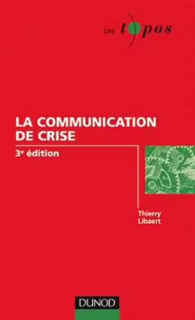 Les topos
LA COMMUNICATION
DE CRISE
3e édition
Thierry
Libaert
DUNOD